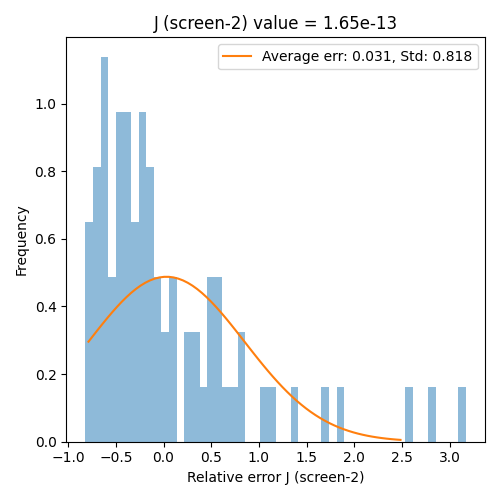 J (screen-2) value = 1.65e-13
Average err: 0.031, Std: 0.818
Frequency
1.0
0.8
0.6
0.4
0.2
0.0
−1.0 −0.5 0.0 0.5 1.0 1.5 2.0 2.5 3.0
Relative error J (screen-2)